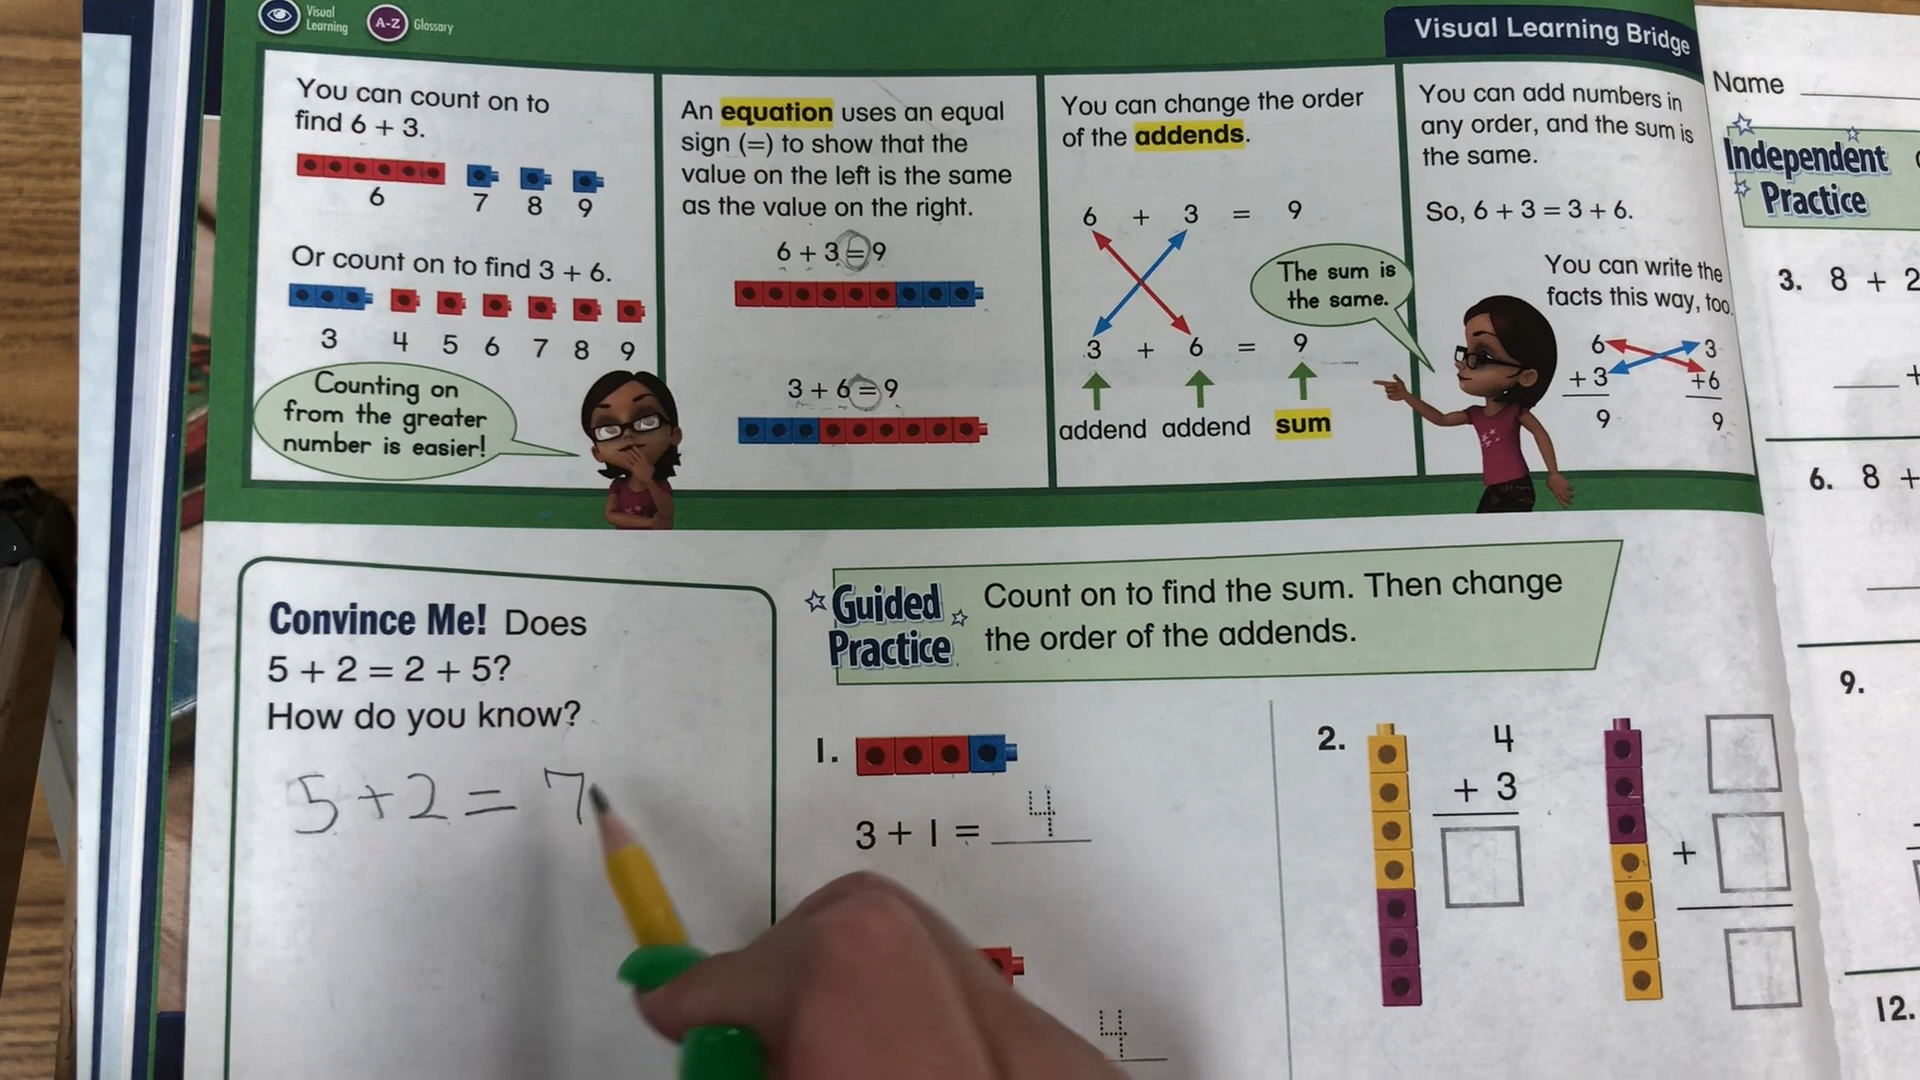 Visual
Learning
A-Z Glossary
Visual Learning Bridge
You can count on to
find 6 + 3.
6 7 8 9
Or count on to find 3 + 6.
3 4 5 6 7 8 9
Counting on
from the greater
number is easier!
An equation uses an equal
sign (=) to show that the
value on the left is the same
as the value on the right.
6 + 3 = 9
3 + 6 = 9
You can change the order
of the addends.
6 + 3 = 9
The sum is
the same.
3 + 6 = 9
addend addend sum
You can add numbers in
any order, and the sum is
the same.
So, 6 + 3 = 3 + 6.
You can write the
facts this way, too.
6 3
+ 3 +6
9 9
Convince Me! Does
5 + 2 = 2 + 5?
How do you know?
5 + 2 = 7
Guided
Practice
Count on to find the sum. Then change
the order of the addends.
1.
3 + 1 = 4
4
2. 4
+ 3
+
Name
Independent
Practice
3. 8 + 2
+
6. 8 +
9.
12.